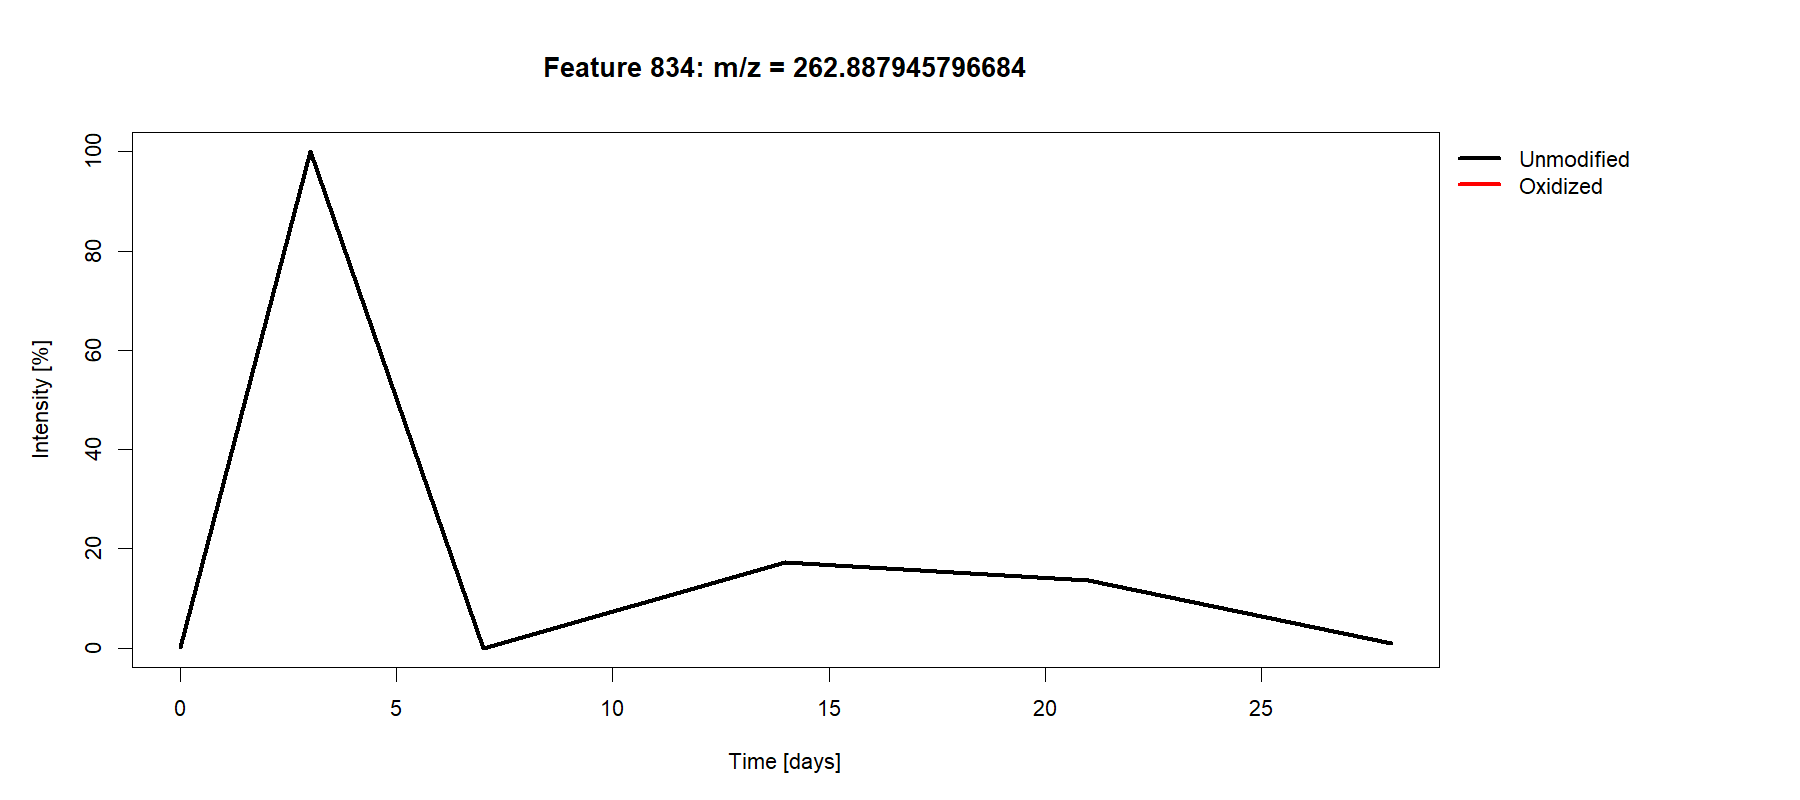 Feature 834: m/z = 262.887945796684
Unmodified
Oxidized
Intensity [%]
100
80
60
40
20
0
0 5 10 15 20 25
Time [days]